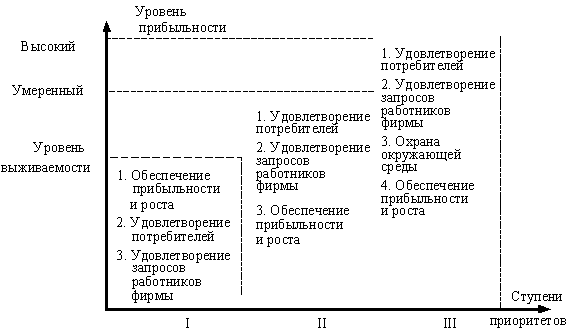 Уровень
прибыльности
Высокий
Умеренный
Уровень
выживаемости
1. Обеспечение
прибыльности
и роста
2. Удовлетворение
потребителей
3. Удовлетворение
запросов
работников
фирмы
1. Удовлетворение
потребителей
2. Удовлетворение
запросов
работников
фирмы
3. Обеспечение
прибыльности
и роста
1. Удовлетворение
потребителей
2. Удовлетворение
запросов
работников
фирмы
3. Охрана
окружающей
среды
4. Обеспечение
прибыльности
и роста
I
II
III
Ступени
приоритетов